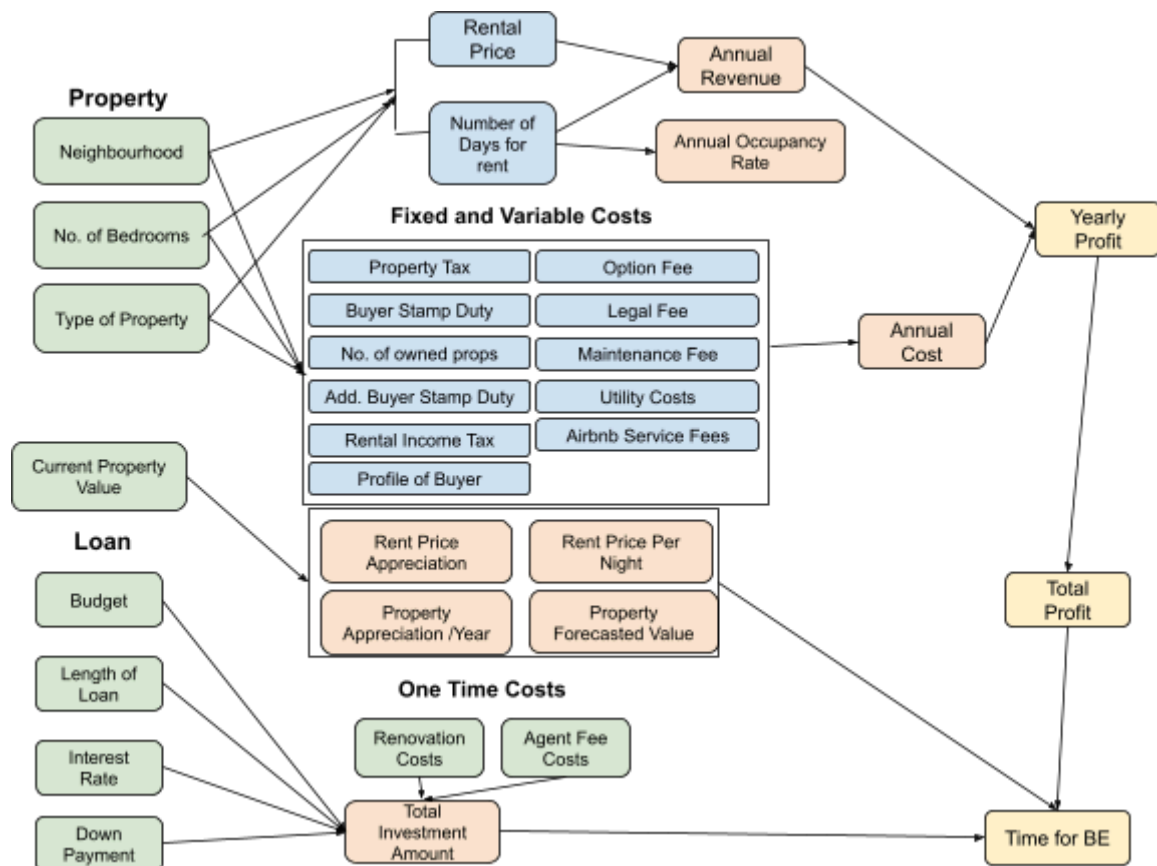 Rental
Price
Annual
Revenue
Property
Neighbourhood
Number of
Days for
rent
Annual Occupancy
Rate
No. of Bedrooms
Fixed and Variable Costs
Yearly
Profit
Type of Property
Property Tax
Option Fee
Buyer Stamp Duty
Legal Fee
No. of owned props
Maintenance Fee
Annual
Cost
Add. Buyer Stamp Duty
Utility Costs
Rental Income Tax
Airbnb Service Fees
Profile of Buyer
Current Property
Value
Loan
Rent Price
Appreciation
Rent Price Per
Night
Budget
Property
Appreciation /Year
Property
Forecasted Value
Total
Profit
Length of
Loan
One Time Costs
Renovation
Costs
Agent Fee
Costs
Interest
Rate
Total
Investment
Amount
Down
Payment
Time for BE